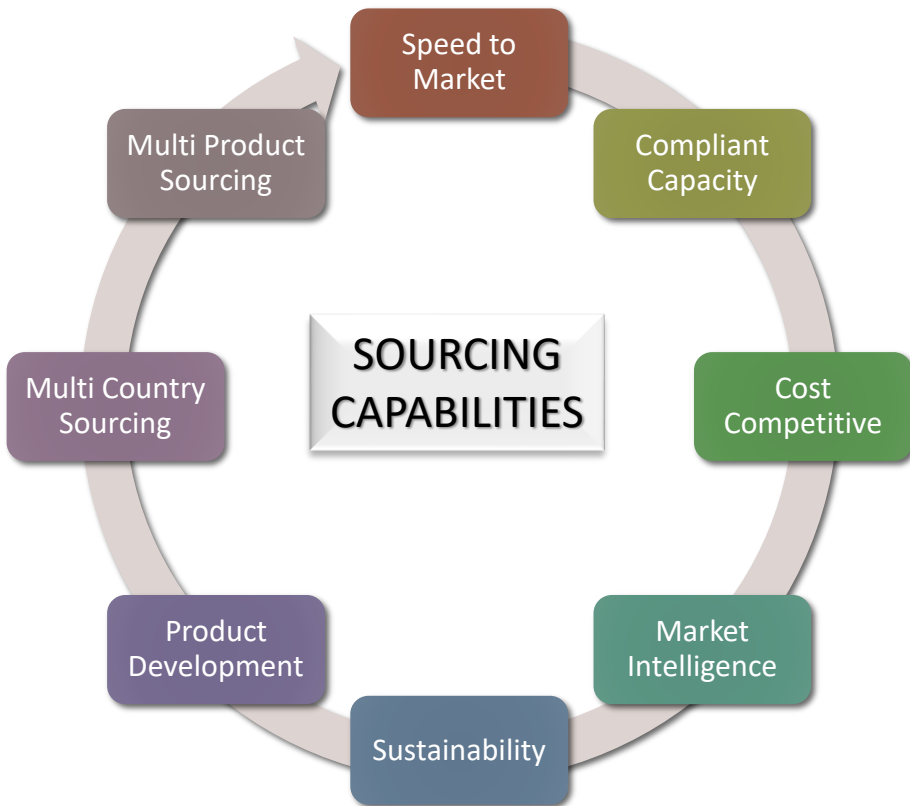 Speed to
Market
Compliant
Capacity
Cost
Competitive
Market
Intelligence
Sustainability
Product
Development
Multi Country
Sourcing
Multi Product
Sourcing
SOURCING
CAPABILITIES